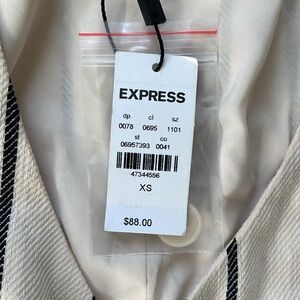 EXPRESS
dp cl sz
0078 0695 1101
st co
06957393 0041
47344556
XS
$88.00